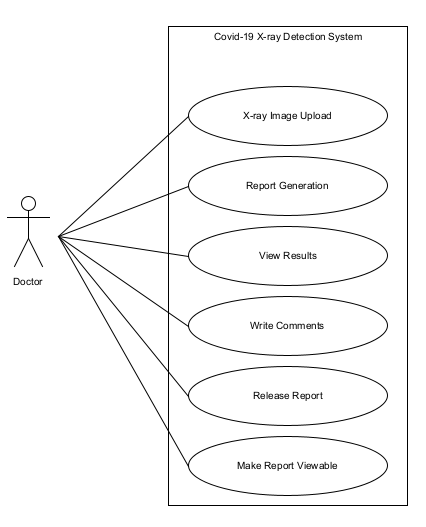 Covid-19 X-ray Detection System
X-ray Image Upload
Report Generation
View Results
Write Comments
Release Report
Make Report Viewable
Doctor